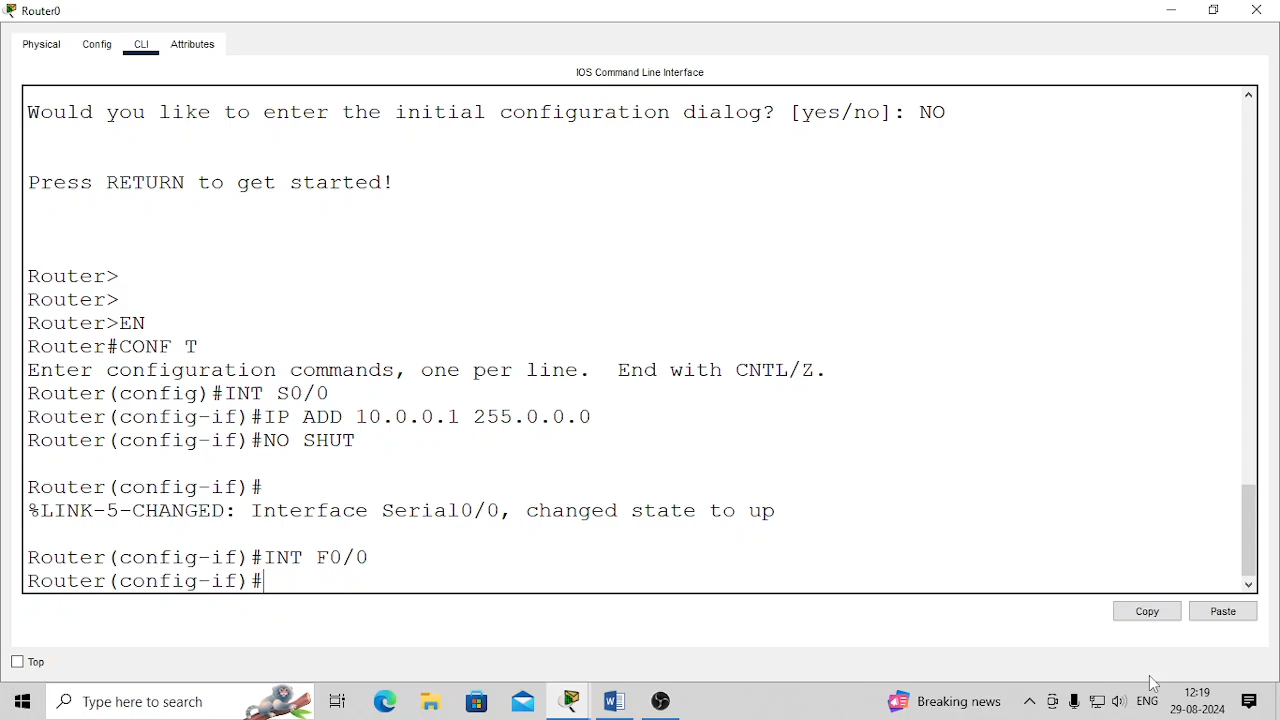 Router0
Physical Config CLI Attributes
IOS Command Line Interface
Would you like to enter the initial configuration dialog? [yes/no]: NO
Press RETURN to get started!
Router>
Router>
Router>EN
Router#CONF T
Enter configuration commands, one per line.  End with CNTL/Z.
Router(config)#INT S0/0
Router(config-if)#IP ADD 10.0.0.1 255.0.0.0
Router(config-if)#NO SHUT
Router(config-if)#
%LINK-5-CHANGED: Interface Serial0/0, changed state to up
Router(config-if)#INT F0/0
Router(config-if)#
Copy Paste
Top
Type here to search
Breaking news
ENG
12:19
29-08-2024